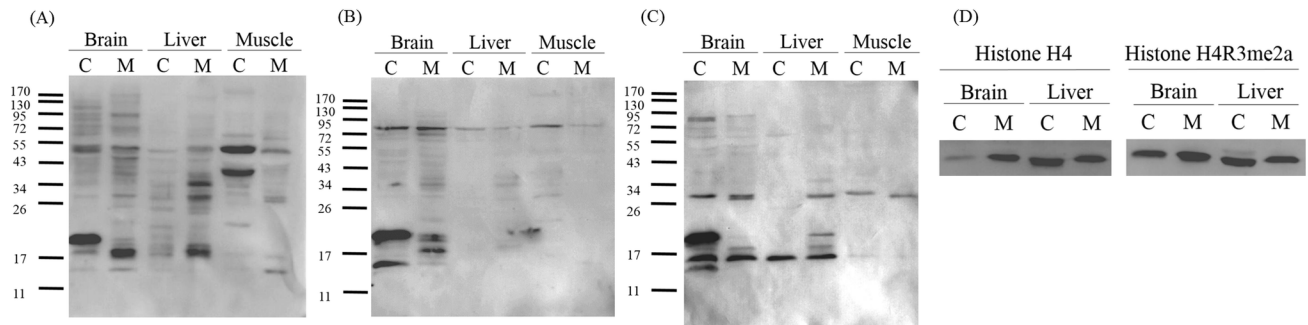 (A)
Brain Liver Muscle
C M C M C M
170
130
95
72
55
43
34
26
17
11
(B)
Brain Liver Muscle
C M C M C M
170
130
95
72
55
43
34
26
17
11
(C)
Brain Liver Muscle
C M C M C M
170
130
95
72
55
43
34
26
17
11
(D)
Histone H4 Histone H4R3me2a
Brain Liver Brain Liver
C M C M C M C M